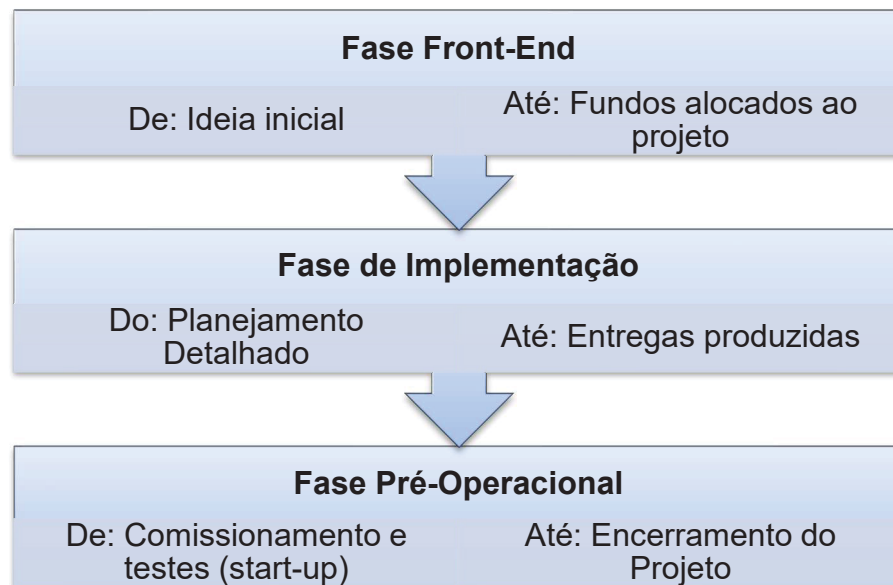 Fase Front-End
De: Ideia inicial
Até: Fundos alocados ao
projeto
Fase de Implementação
Do: Planejamento
Detalhado
Até: Entregas produzidas
Fase Pré-Operacional
De: Comissionamento e
testes (start-up)
Até: Encerramento do
Projeto